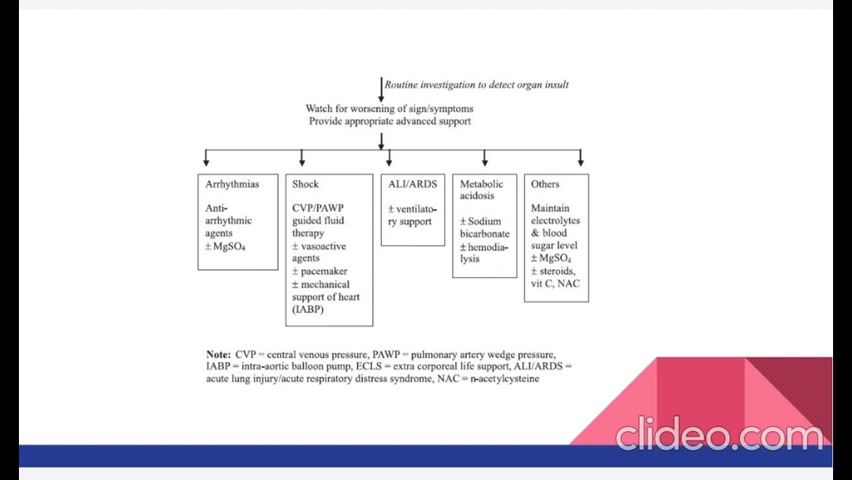 Routine investigation to detect organ insult
Watch for worsening of sign/symptoms
Provide appropriate advanced support
Arrhythmias
Anti-
arrhythmic
agents
± MgSO₄
Shock
CVP/PAWP
guided fluid
therapy
± vasoactive
agents
± pacemaker
± mechanical
support of heart
(IABP)
ALI/ARDS
± ventilato-
ry support
Metabolic
acidosis
± Sodium
bicarbonate
± hemodia-
lysis
Others
Maintain
electrolytes
& blood
sugar level
± MgSO₄
± steroids,
vit C, NAC
Note: CVP = central venous pressure, PAWP = pulmonary artery wedge pressure,
IABP = intra-aortic balloon pump, ECLS = extra corporeal life support, ALI/ARDS =
acute lung injury/acute respiratory distress syndrome, NAC = n-acetylcysteine
clideo.com